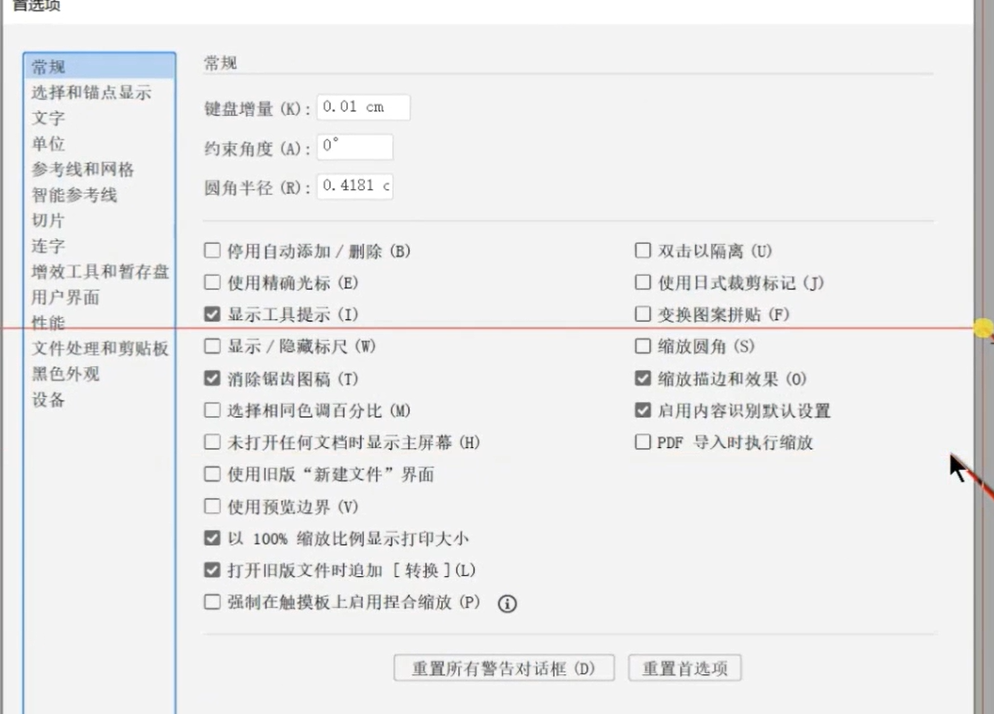 首选项
常规
选择和锚点显示
文字
单位
参考线和网格
智能参考线
切片
连字
增效工具和暂存盘
用户界面
性能
文件处理和剪贴板
黑色外观
设备
常规
键盘增量 (K): 0.01 cm
约束角度 (A): 0°
圆角半径 (R): 0.4181 c
停用自动添加 / 删除 (B)
使用精确光标 (E)
显示工具提示 (I)
显示 / 隐藏标尺 (W)
消除锯齿图稿 (T)
选择相同色调百分比 (M)
未打开任何文档时显示主屏幕 (H)
使用旧版“新建文件”界面
使用预览边界 (V)
以 100% 缩放比例显示打印大小
打开旧版文件时追加 [ 转换 ](L)
强制在触摸板上启用捏合缩放 (P)
双击以隔离 (U)
使用日式裁剪标记 (J)
变换图案拼贴 (F)
缩放圆角 (S)
缩放描边和效果 (O)
启用内容识别默认设置
PDF 导入时执行缩放
重置所有警告对话框 (D)
重置首选项